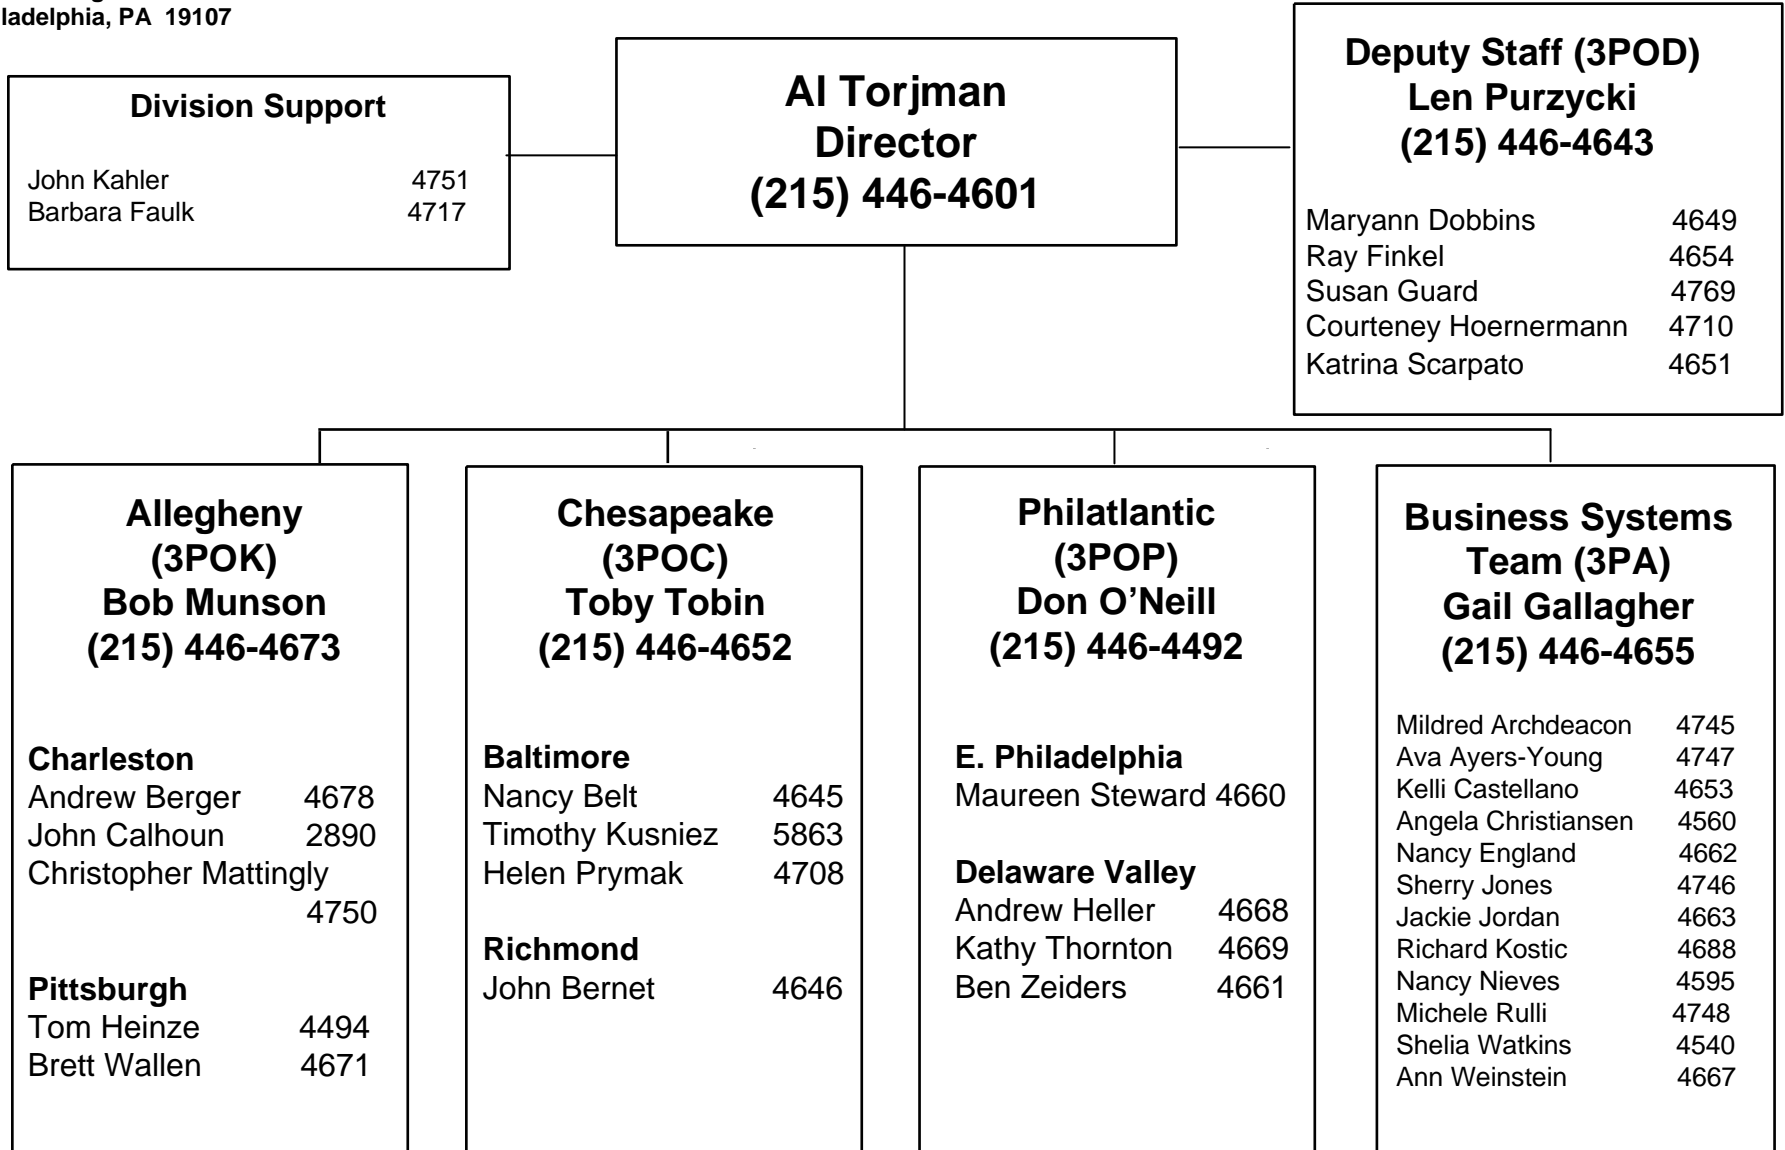 Philadelphia, PA 19107
Division Support
John Kahler 4751
Barbara Faulk 4717
Al Torjman
Director
(215) 446-4601
Deputy Staff (3POD)
Len Purzycki
(215) 446-4643
Maryann Dobbins 4649
Ray Finkel 4654
Susan Guard 4769
Courteney Hoernermann 4710
Katrina Scarpato 4651
Allegheny
(3POK)
Bob Munson
(215) 446-4673
Charleston
Andrew Berger 4678
John Calhoun 2890
Christopher Mattingly
4750
Pittsburgh
Tom Heinze 4494
Brett Wallen 4671
Chesapeake
(3POC)
Toby Tobin
(215) 446-4652
Baltimore
Nancy Belt 4645
Timothy Kusniez 5863
Helen Prymak 4708
Richmond
John Bernet 4646
Philatlantic
(3POP)
Don O’Neill
(215) 446-4492
E. Philadelphia
Maureen Steward 4660
Delaware Valley
Andrew Heller 4668
Kathy Thornton 4669
Ben Zeiders 4661
Business Systems
Team (3PA)
Gail Gallagher
(215) 446-4655
Mildred Archdeacon 4745
Ava Ayers-Young 4747
Kelli Castellano 4653
Angela Christiansen 4560
Nancy England 4662
Sherry Jones 4746
Jackie Jordan 4663
Richard Kostic 4688
Nancy Nieves 4595
Michele Rulli 4748
Shelia Watkins 4540
Ann Weinstein 4667